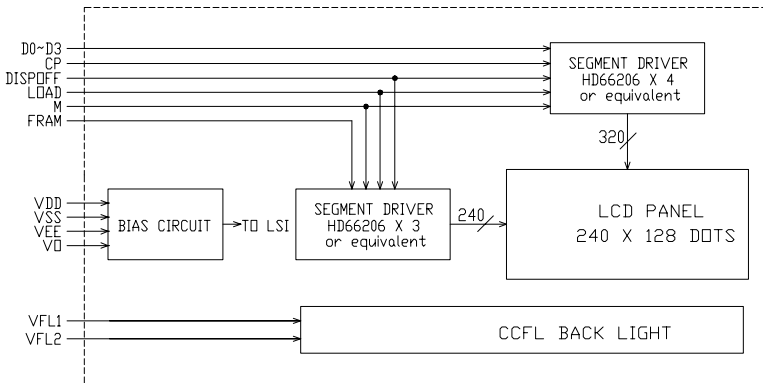 D0~D3
CP
DISPOFF
LOAD
M
FRAM
SEGMENT DRIVER
HD66206 X 4
or equivalent
320
VDD
VSS
VEE
VO
BIAS CIRCUIT
TO LSI
SEGMENT DRIVER
HD66206 X 3
or equivalent
240
LCD PANEL
240 X 128 DOTS
VFL1
VFL2
CCFL BACK LIGHT